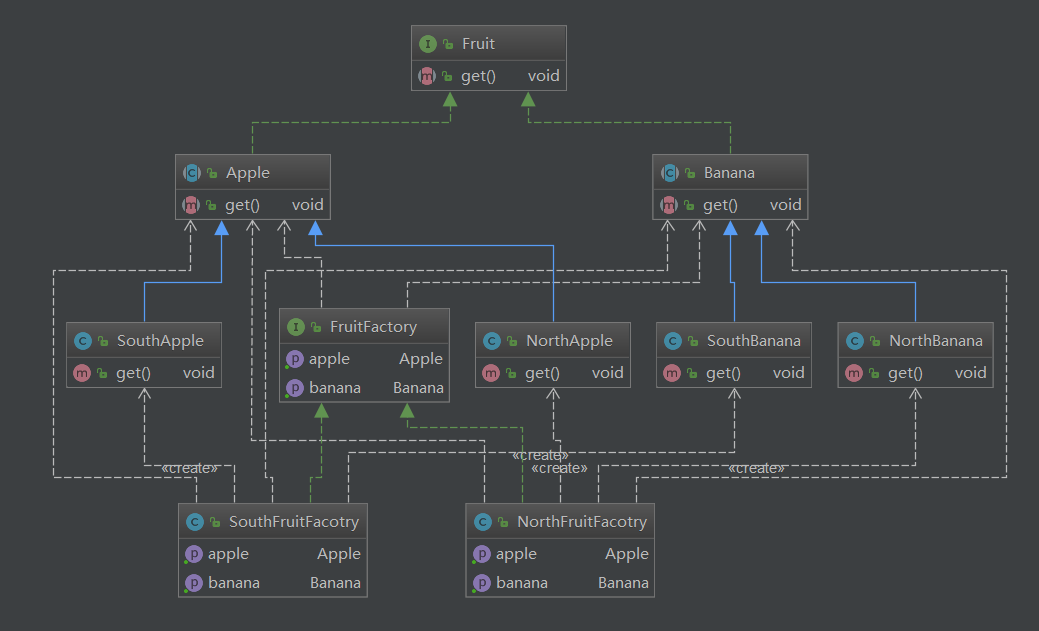 I Fruit
m get() void
C Apple
m get() void
C Banana
m get() void
C SouthApple
m get() void
I FruitFactory
p apple Apple
p banana Banana
C NorthApple
m get() void
C SouthBanana
m get() void
C NorthBanana
m get() void
«create»
«create»
«create»
«create»
C SouthFruitFacotry
p apple Apple
p banana Banana
C NorthFruitFacotry
p apple Apple
p banana Banana